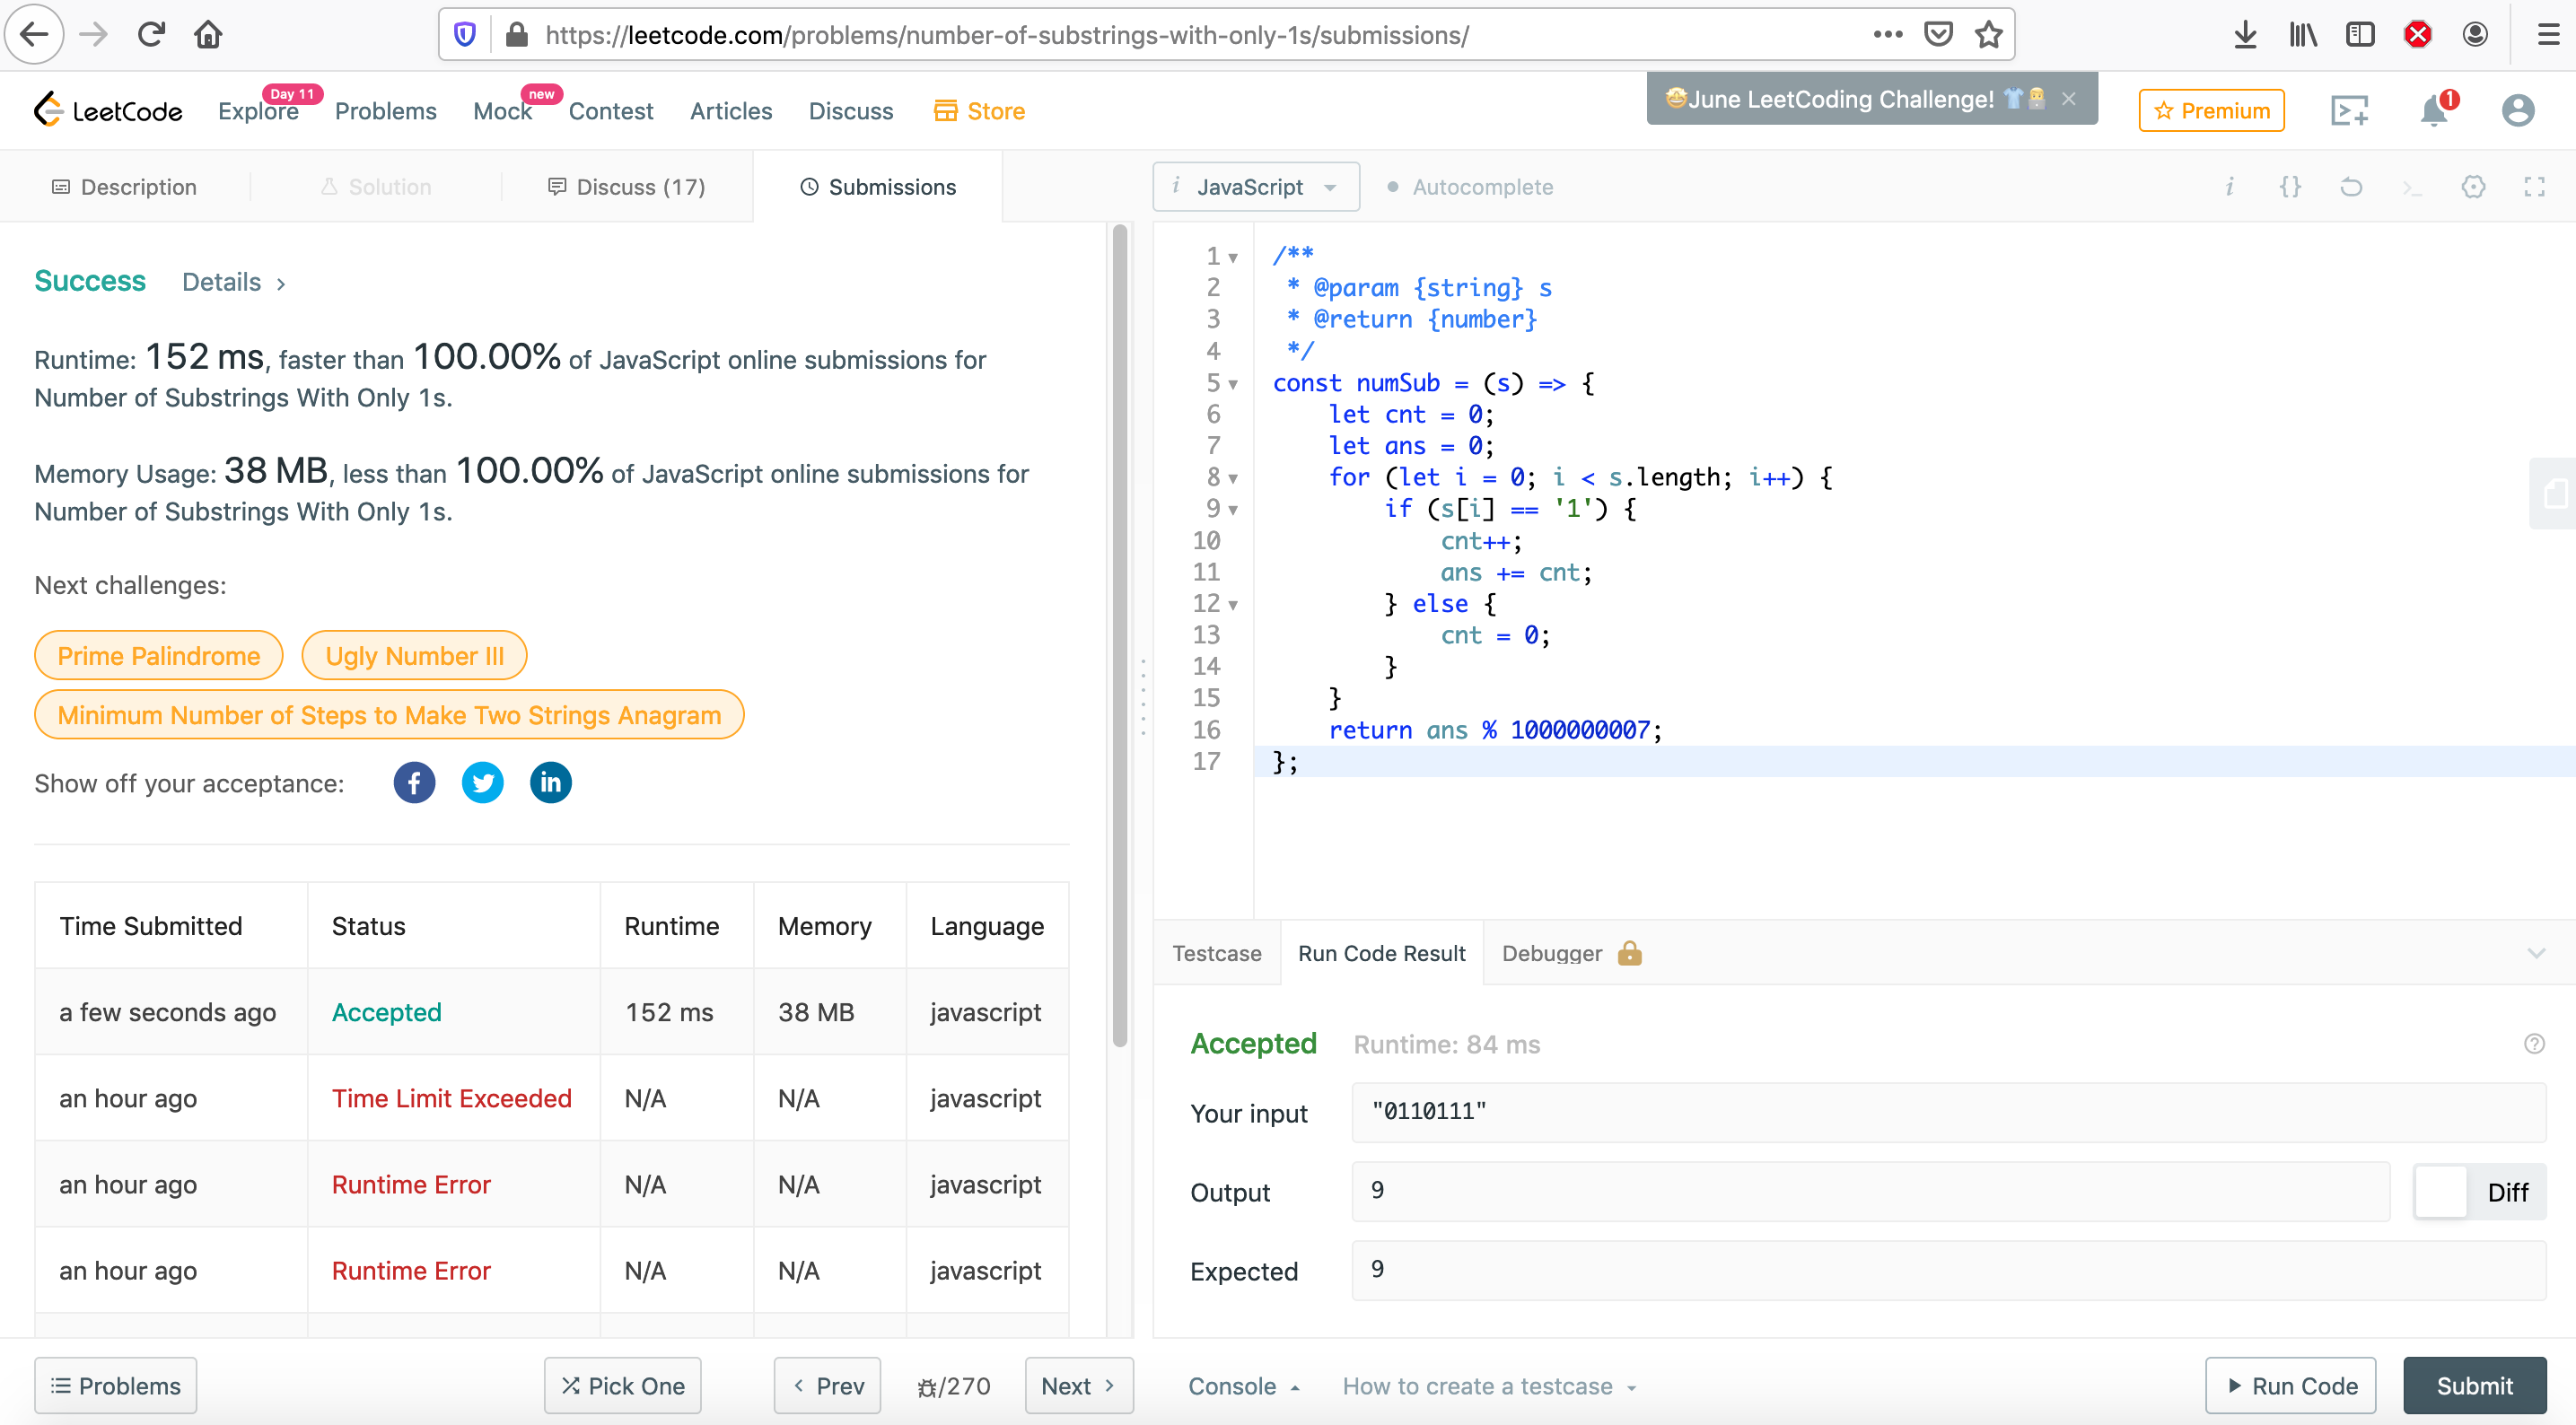 https://leetcode.com/problems/number-of-substrings-with-only-1s/submissions/
LeetCode
Explore
Day 11
Problems
Mock
new
Contest
Articles
Discuss
Store
🤩June LeetCoding Challenge! 👕👨‍💻 ×
Premium
1
Description
Solution
Discuss (17)
Submissions
i JavaScript
Autocomplete
i {} >_
Success Details >
Runtime: 152 ms, faster than 100.00% of JavaScript online submissions for
Number of Substrings With Only 1s.
Memory Usage: 38 MB, less than 100.00% of JavaScript online submissions for
Number of Substrings With Only 1s.
Next challenges:
Prime Palindrome
Ugly Number III
Minimum Number of Steps to Make Two Strings Anagram
Show off your acceptance:
f in
Time Submitted Status Runtime Memory Language
a few seconds ago Accepted 152 ms 38 MB javascript
an hour ago Time Limit Exceeded N/A N/A javascript
an hour ago Runtime Error N/A N/A javascript
an hour ago Runtime Error N/A N/A javascript
1 /**
2 * @param {string} s
3 * @return {number}
4 */
5 const numSub = (s) => {
6 let cnt = 0;
7 let ans = 0;
8 for (let i = 0; i < s.length; i++) {
9 if (s[i] == '1') {
10 cnt++;
11 ans += cnt;
12 } else {
13 cnt = 0;
14 }
15 }
16 return ans % 1000000007;
17 };
Testcase
Run Code Result
Debugger
Accepted Runtime: 84 ms
?
Your input "0110111"
Output 9
Diff
Expected 9
Problems
Pick One
< Prev
/270
Next >
Console
How to create a testcase
Run Code
Submit